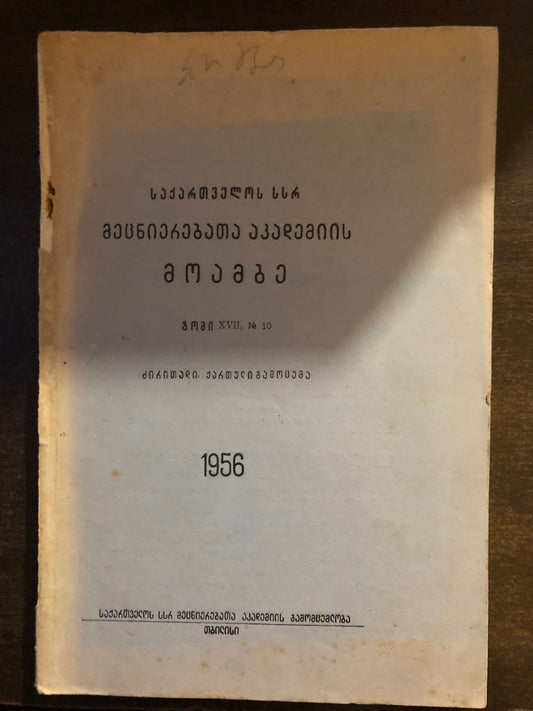 საქართველოს სსრ
მეცნიერებათა აკადემიის
მოამბე
ტომი XVII, № 10
ძირითადი, ქართული გამოცემა
1956
საქართველოს სსრ მეცნიერებათა აკადემიის გამომცემლობა
თბილისი